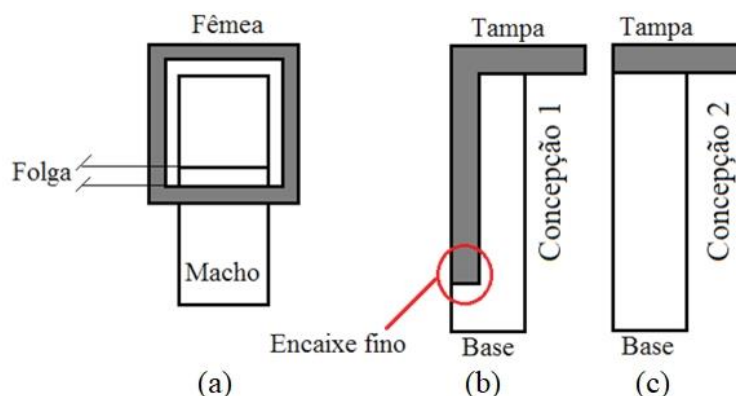 Fêmea
Folga
Macho
(a)
Tampa
Concepção 1
Encaixe fino
Base
(b)
Tampa
Concepção 2
Base
(c)